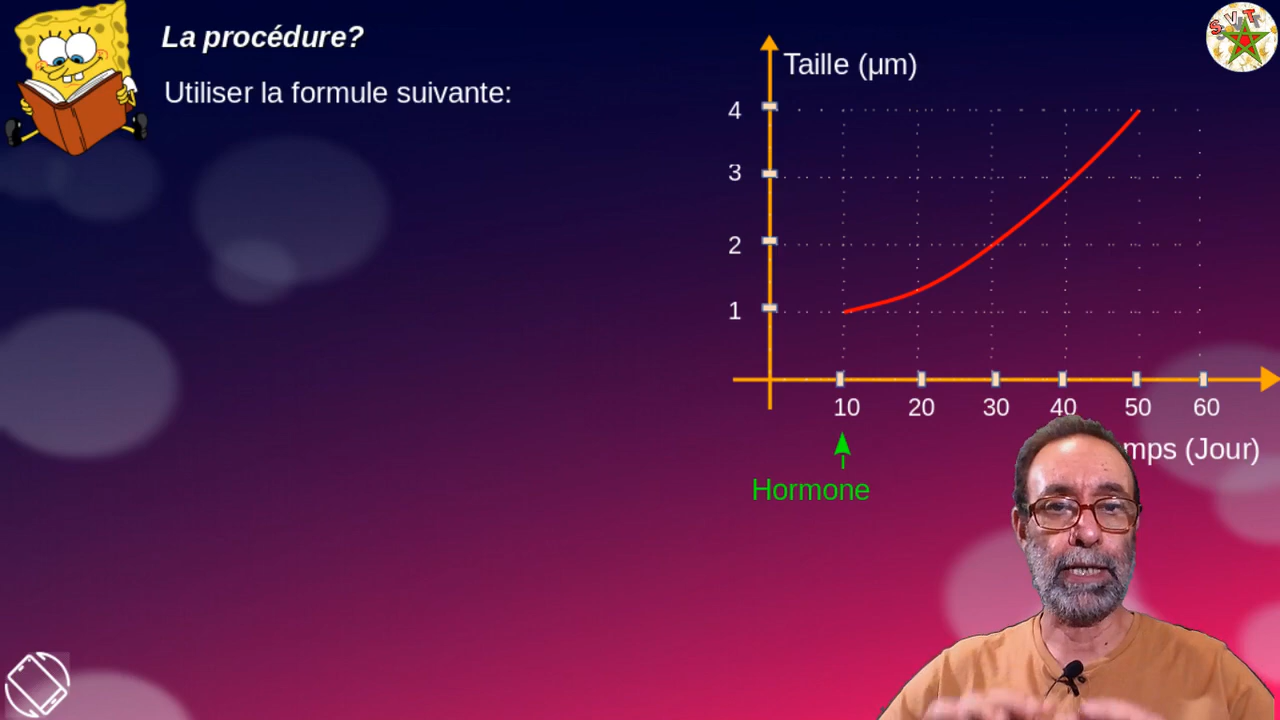 La procédure?
Utiliser la formule suivante:
SVT
Taille (µm)
4
3
2
1
10 20 30 40 50 60
mps (Jour)
Hormone